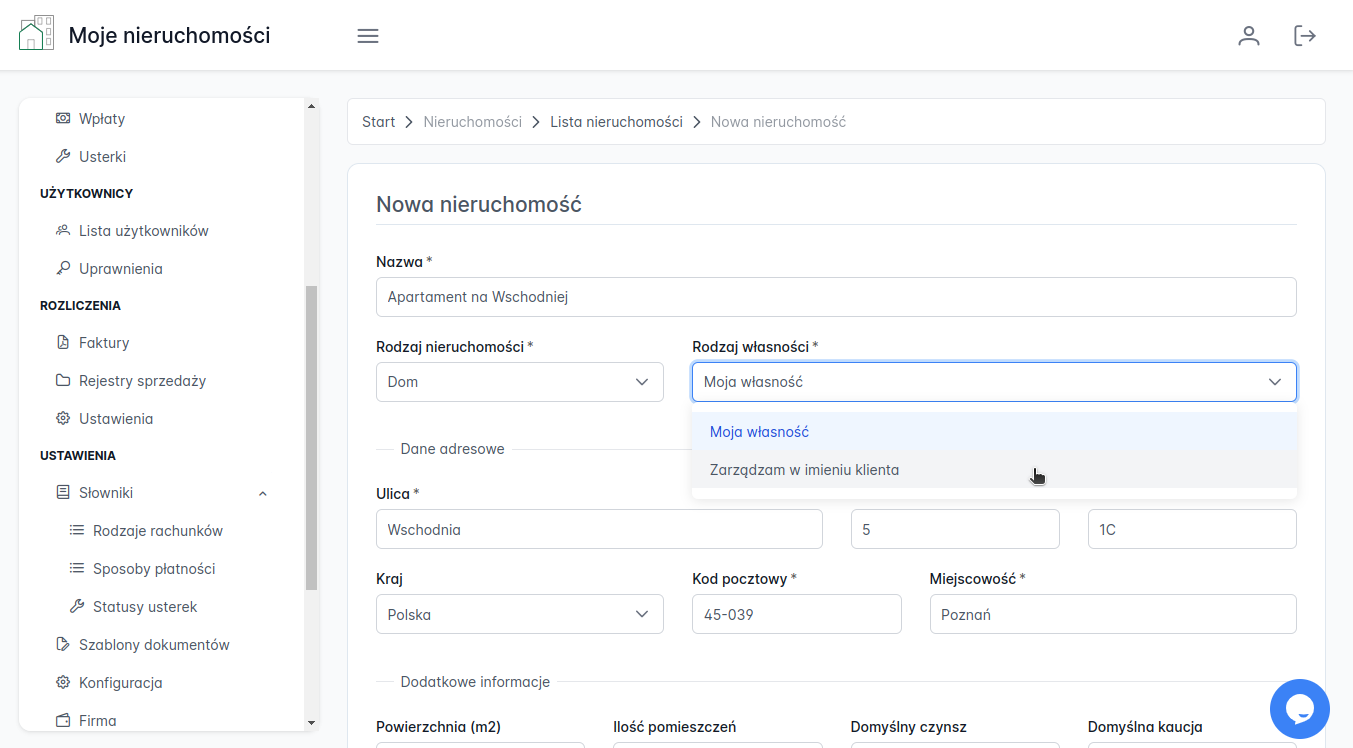 Moje nieruchomości
Wpłaty
Usterki
UŻYTKOWNICY
Lista użytkowników
Uprawnienia
ROZLICZENIA
Faktury
Rejestry sprzedaży
Ustawienia
USTAWIENIA
Słowniki
Rodzaje rachunków
Sposoby płatności
Statusy usterek
Szablony dokumentów
Konfiguracja
Firma
Start > Nieruchomości > Lista nieruchomości > Nowa nieruchomość
Nowa nieruchomość
Nazwa *
Apartament na Wschodniej
Rodzaj nieruchomości * Rodzaj własności *
Dom Moja własność
Moja własność
Zarządzam w imieniu klienta
Dane adresowe
Ulica *
Wschodnia 5 1C
Kraj Kod pocztowy * Miejscowość *
Polska 45-039 Poznań
Dodatkowe informacje
Powierzchnia (m2) Ilość pomieszczeń Domyślny czynsz Domyślna kaucja